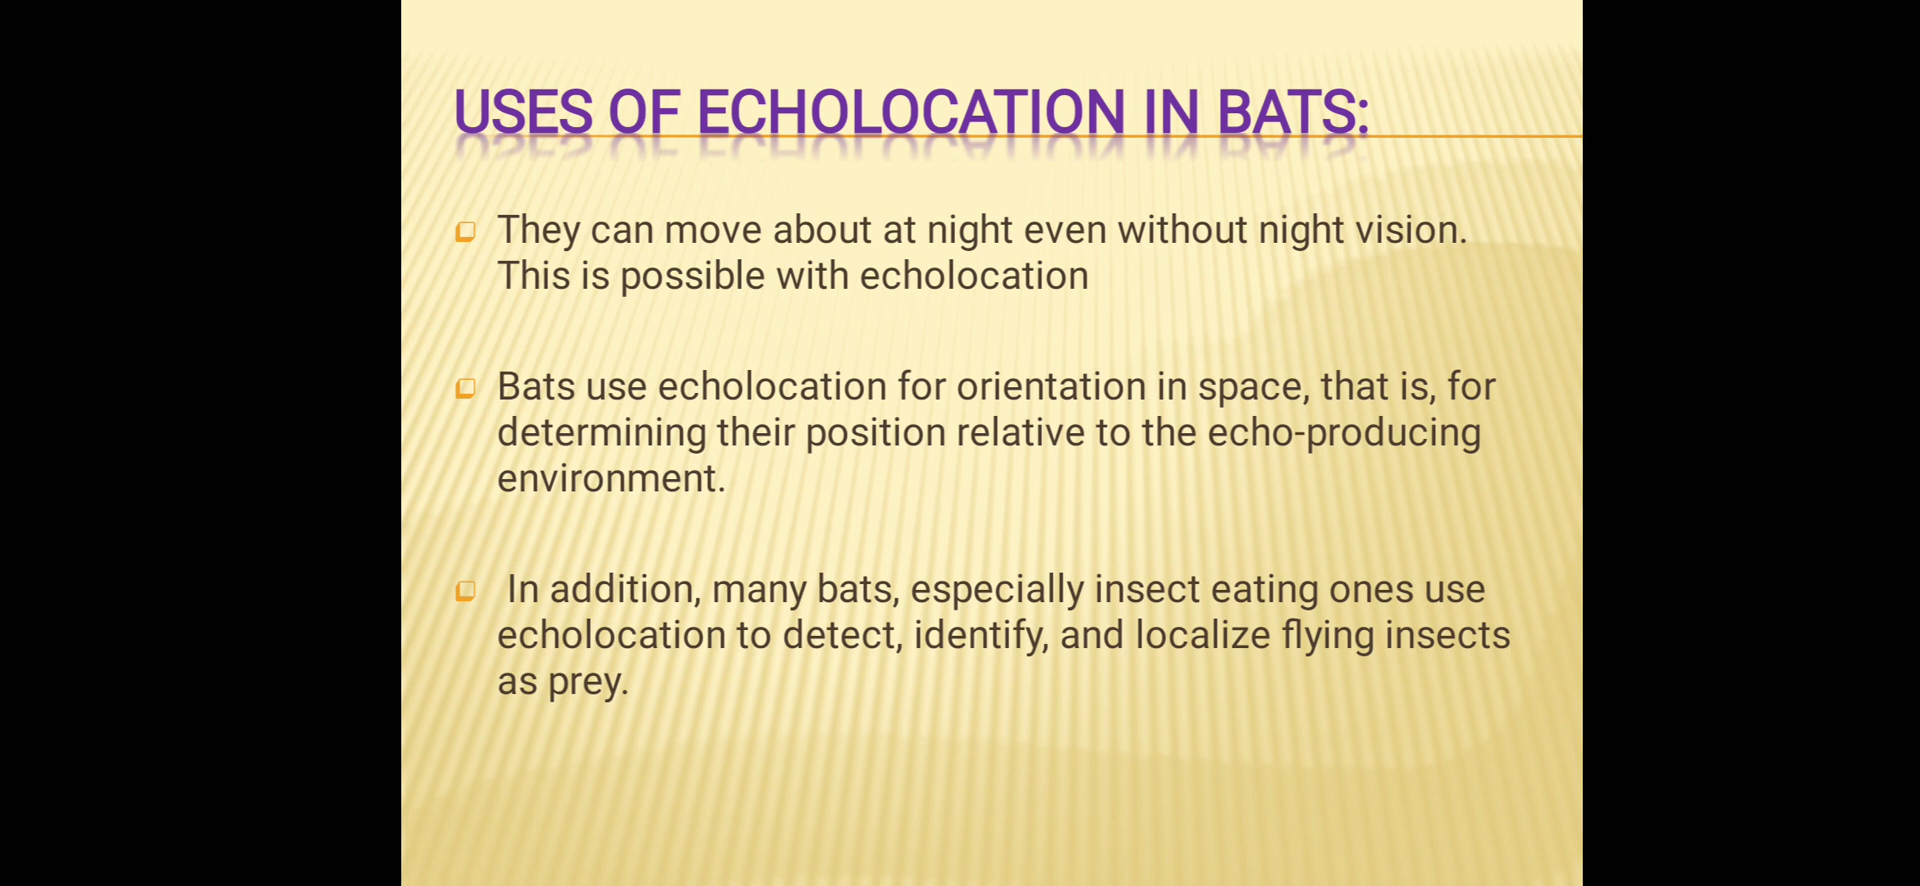 USES OF ECHOLOCATION IN BATS:
They can move about at night even without night vision.
This is possible with echolocation
Bats use echolocation for orientation in space, that is, for
determining their position relative to the echo-producing
environment.
In addition, many bats, especially insect eating ones use
echolocation to detect, identify, and localize flying insects
as prey.